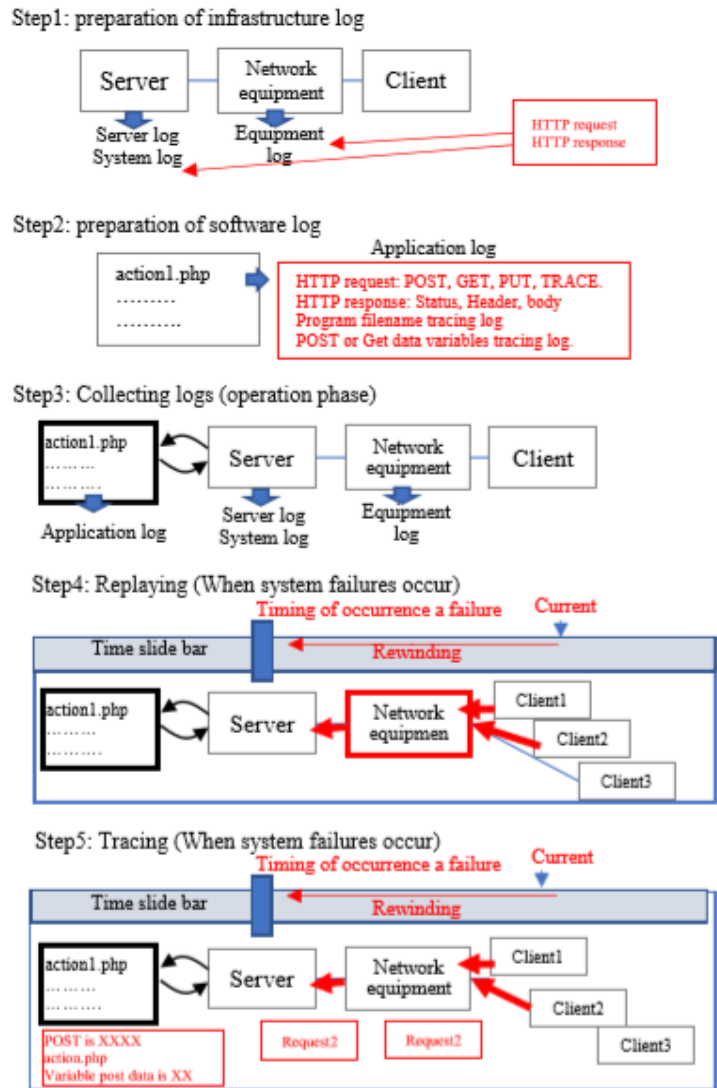 Step1: preparation of infrastructure log
Server
Network
equipment
Client
Server log
System log
Equipment
log
HTTP request
HTTP response
Step2: preparation of software log
Application log
action1.php
………
……….
HTTP request: POST, GET, PUT, TRACE.
HTTP response: Status, Header, body
Program filename tracing log
POST or Get data variables tracing log.
Step3: Collecting logs (operation phase)
action1.php
………
……….
Server
Network
equipment
Client
Application log
Server log
System log
Equipment
log
Step4: Replaying (When system failures occur)
Timing of occurrence a failure
Current
Time slide bar
Rewinding
action1.php
………
……….
Server
Network
equipmen
Client1
Client2
Client3
Step5: Tracing (When system failures occur)
Timing of occurrence a failure
Current
Time slide bar
Rewinding
action1.php
………
……….
Server
Network
equipment
Client1
Client2
Client3
POST is XXXX
action.php
Variable post data is XX
Request2
Request2